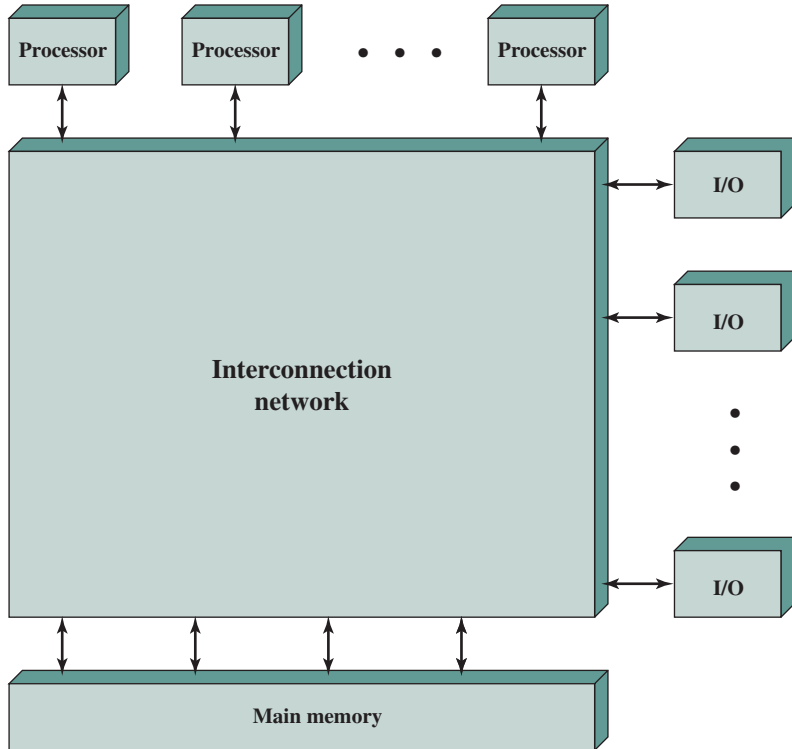 Processor
Processor
Processor
I/O
I/O
Interconnection
network
I/O
Main memory